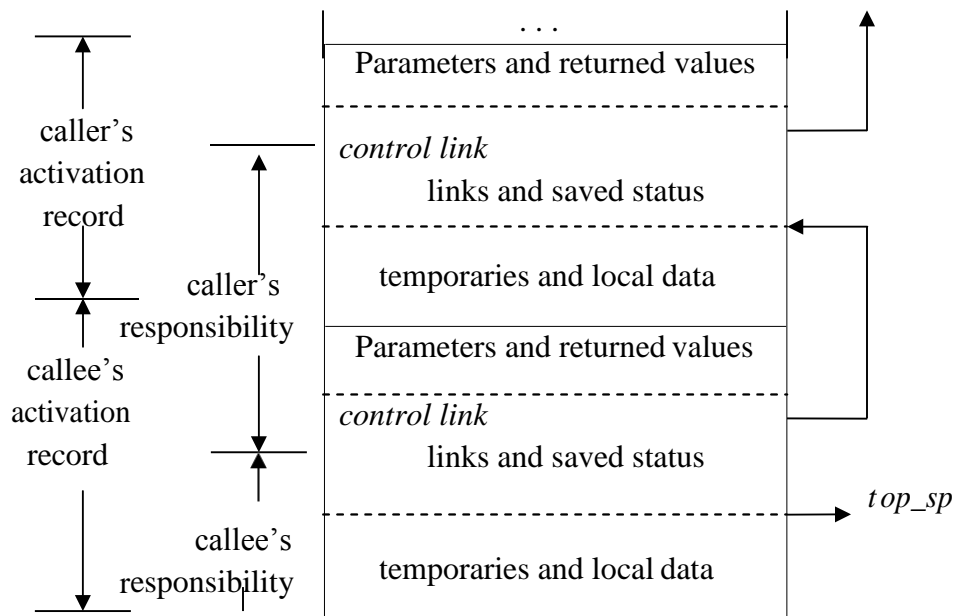 . . .
Parameters and returned values
caller's
activation
record
control link
links and saved status
temporaries and local data
caller's
responsibility
Parameters and returned values
callee's
activation
record
control link
links and saved status
top_sp
callee's
responsibility
temporaries and local data